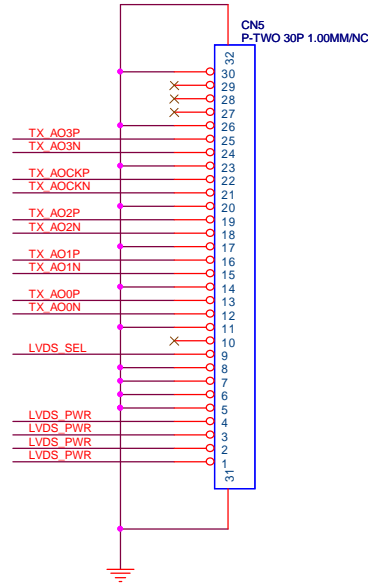 CN5
P-TWO 30P 1.00MM/NC
32
30
29
28
27
26
TX_AO3P 25
TX_AO3N 24
23
TX_AOCKP 22
TX_AOCKN 21
20
TX_AO2P 19
TX_AO2N 18
17
TX_AO1P 16
TX_AO1N 15
14
TX_AO0P 13
TX_AO0N 12
11
10
LVDS_SEL 9
8
7
6
5
LVDS_PWR 4
LVDS_PWR 3
LVDS_PWR 2
LVDS_PWR 1
31